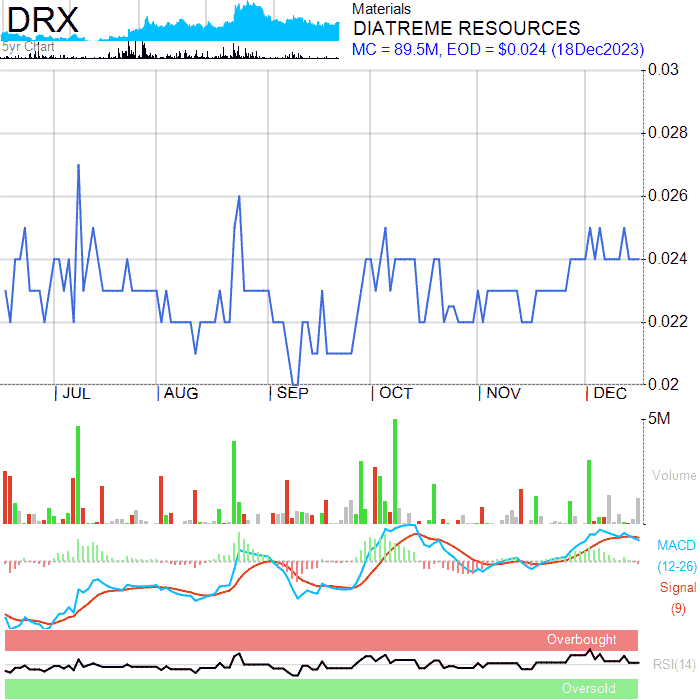 DRX
5yr Chart
Materials
DIATREME RESOURCES
MC = 89.5M, EOD = $0.024 (18Dec2023)
0.03
0.028
0.026
0.024
0.022
0.02
JUL AUG SEP OCT NOV DEC
5M
Volume
MACD
(12-26)
Signal
(9)
Overbought
RSI(14)
Oversold